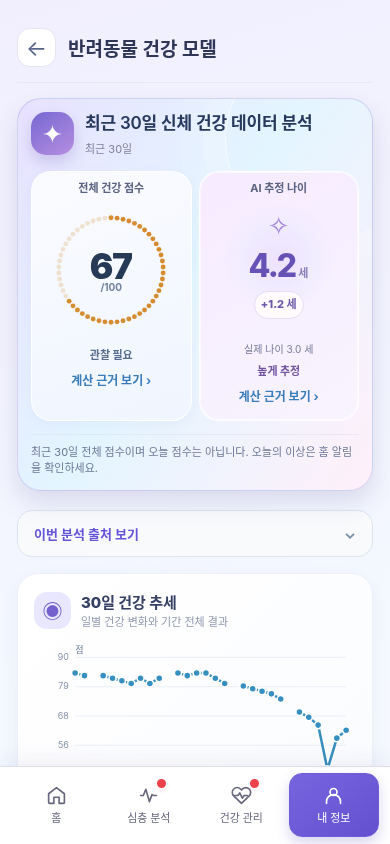 반려동물 건강 모델
최근 30일 신체 건강 데이터 분석
최근 30일
전체 건강 점수
67
/100
관찰 필요
계산 근거 보기 ›
AI 추정 나이
4.2 세
+1.2 세
실제 나이 3.0 세
높게 추정
계산 근거 보기 ›
최근 30일 전체 점수이며 오늘 점수는 아닙니다. 오늘의 이상은 홈 알림
을 확인하세요.
이번 분석 출처 보기
30일 건강 추세
일별 건강 변화와 기간 전체 결과
점
90
79
68
56
홈
심층 분석
건강 관리
내 정보